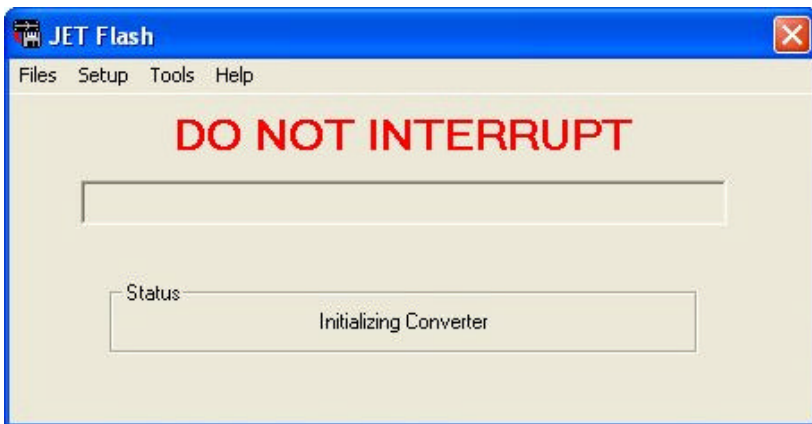 JET Flash
Files Setup Tools Help
DO NOT INTERRUPT
Status
Initializing Converter